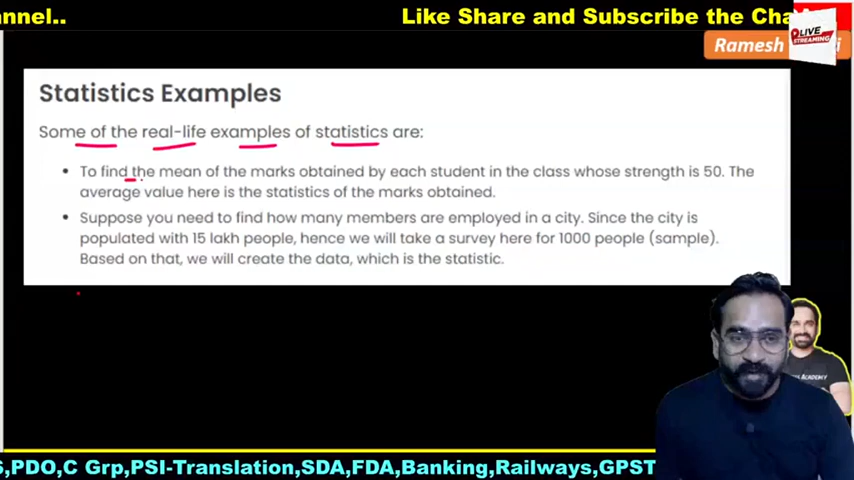 annel..
Like Share and Subscribe the Cha
LIVE
STREAMING
Ramesh
Statistics Examples
Some of the real-life examples of statistics are:
• To find the mean of the marks obtained by each student in the class whose strength is 50. The
average value here is the statistics of the marks obtained.
• Suppose you need to find how many members are employed in a city. Since the city is
populated with 15 lakh people, hence we will take a survey here for 1000 people (sample).
Based on that, we will create the data, which is the statistic.
ACADEMY
S,PDO,C Grp,PSI-Translation,SDA,FDA,Banking,Railways,GPST